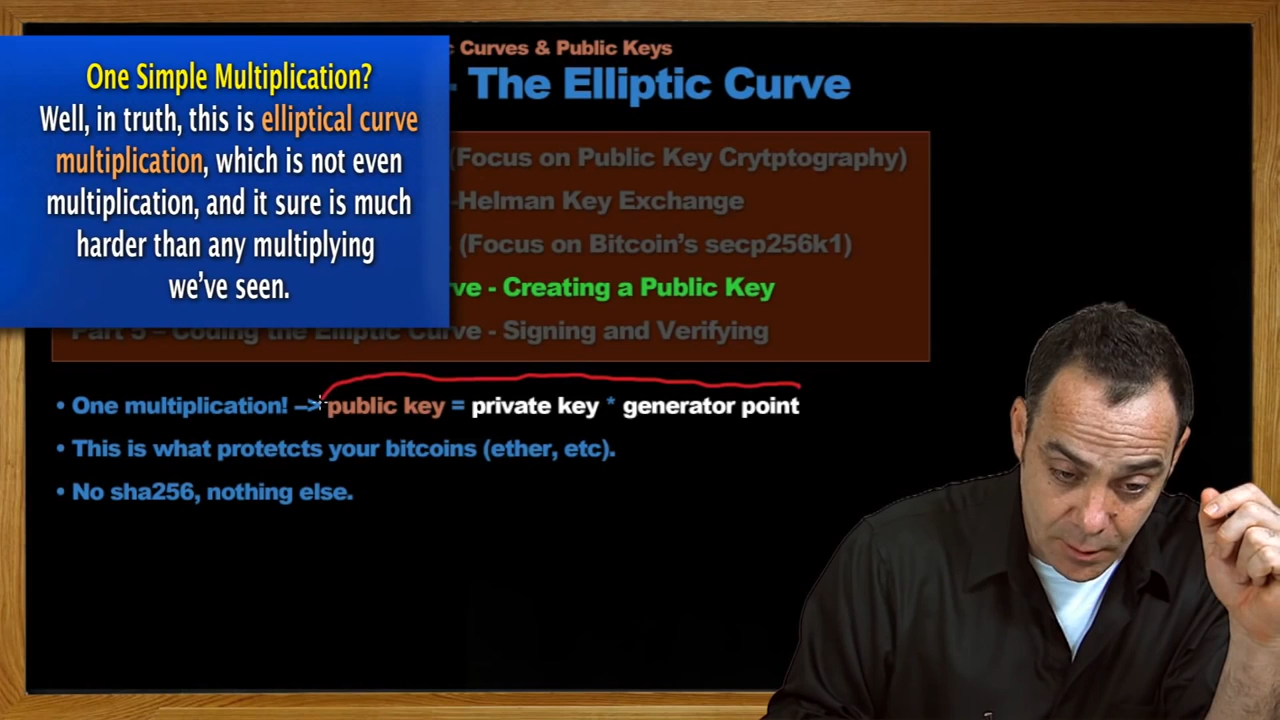 One Simple Multiplication?
Well, in truth, this is elliptical curve
multiplication, which is not even
multiplication, and it sure is much
harder than any multiplying
we've seen.
Curves & Public Keys
- The Elliptic Curve
(Focus on Public Key Crytptography)
-Helman Key Exchange
(Focus on Bitcoin's secp256k1)
- Creating a Public Key
Part 5 – Coding the Elliptic Curve - Signing and Verifying
• One multiplication! –> public key = private key * generator point
• This is what protetcts your bitcoins (ether, etc).
• No sha256, nothing else.